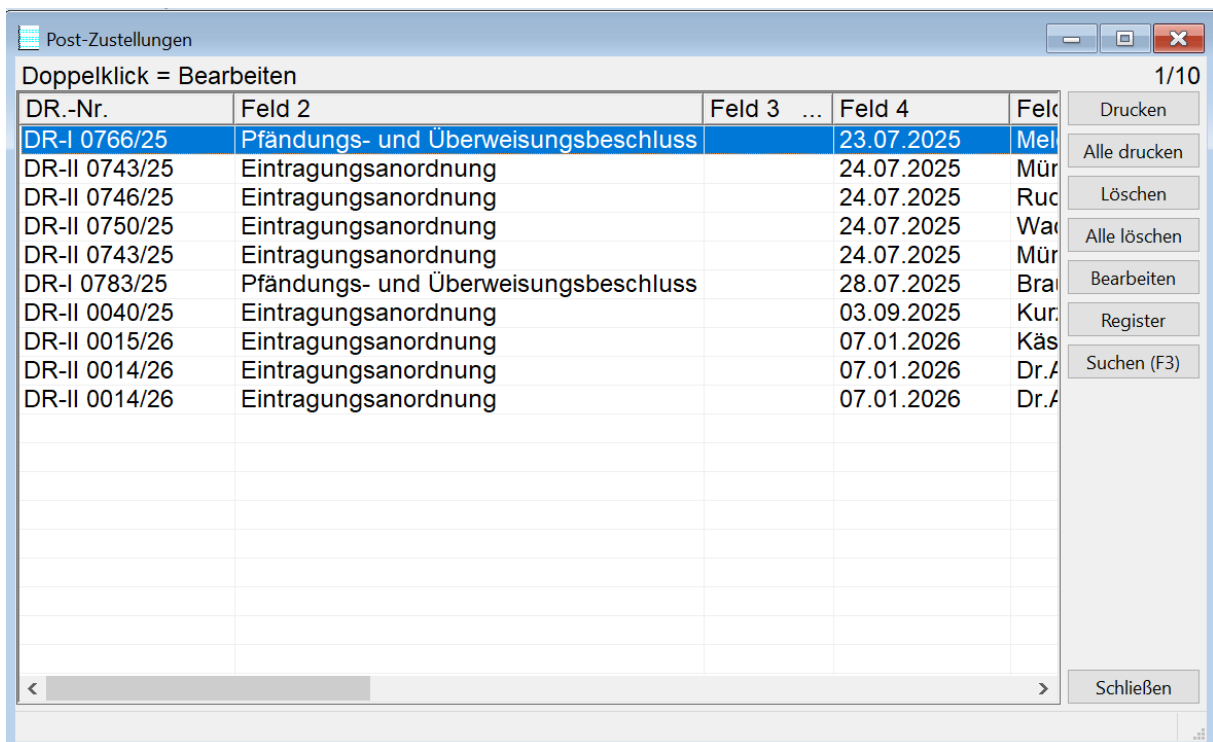 Post-Zustellungen
Doppelklick = Bearbeiten 1/10
DR.-Nr. Feld 2 Feld 3 ... Feld 4 Drucken
DR-I 0766/25 Pfändungs- und Überweisungsbeschluss 23.07.2025
Alle drucken
DR-II 0743/25 Eintragungsanordnung 24.07.2025
DR-II 0746/25 Eintragungsanordnung 24.07.2025 Löschen
DR-II 0750/25 Eintragungsanordnung 24.07.2025
Alle löschen
DR-II 0743/25 Eintragungsanordnung 24.07.2025
DR-I 0783/25 Pfändungs- und Überweisungsbeschluss 28.07.2025 Bearbeiten
DR-II 0040/25 Eintragungsanordnung 03.09.2025
Register
DR-II 0015/26 Eintragungsanordnung 07.01.2026 Käs
DR-II 0014/26 Eintragungsanordnung 07.01.2026 Dr. Suchen (F3)
DR-II 0014/26 Eintragungsanordnung 07.01.2026 Dr.
Schließen